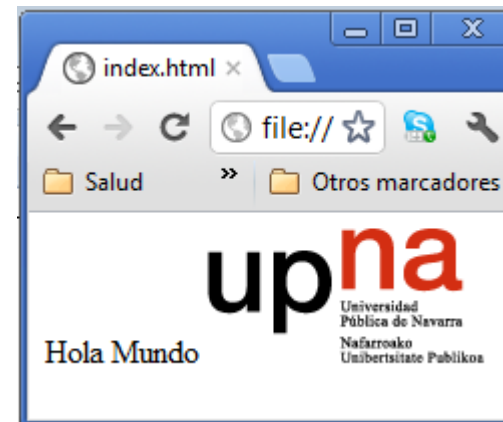 index.html
file://
Salud
»
Otros marcadores
upna
Universidad
Pública de Navarra
Nafarroako
Unibertsitate Publikoa
Hola Mundo